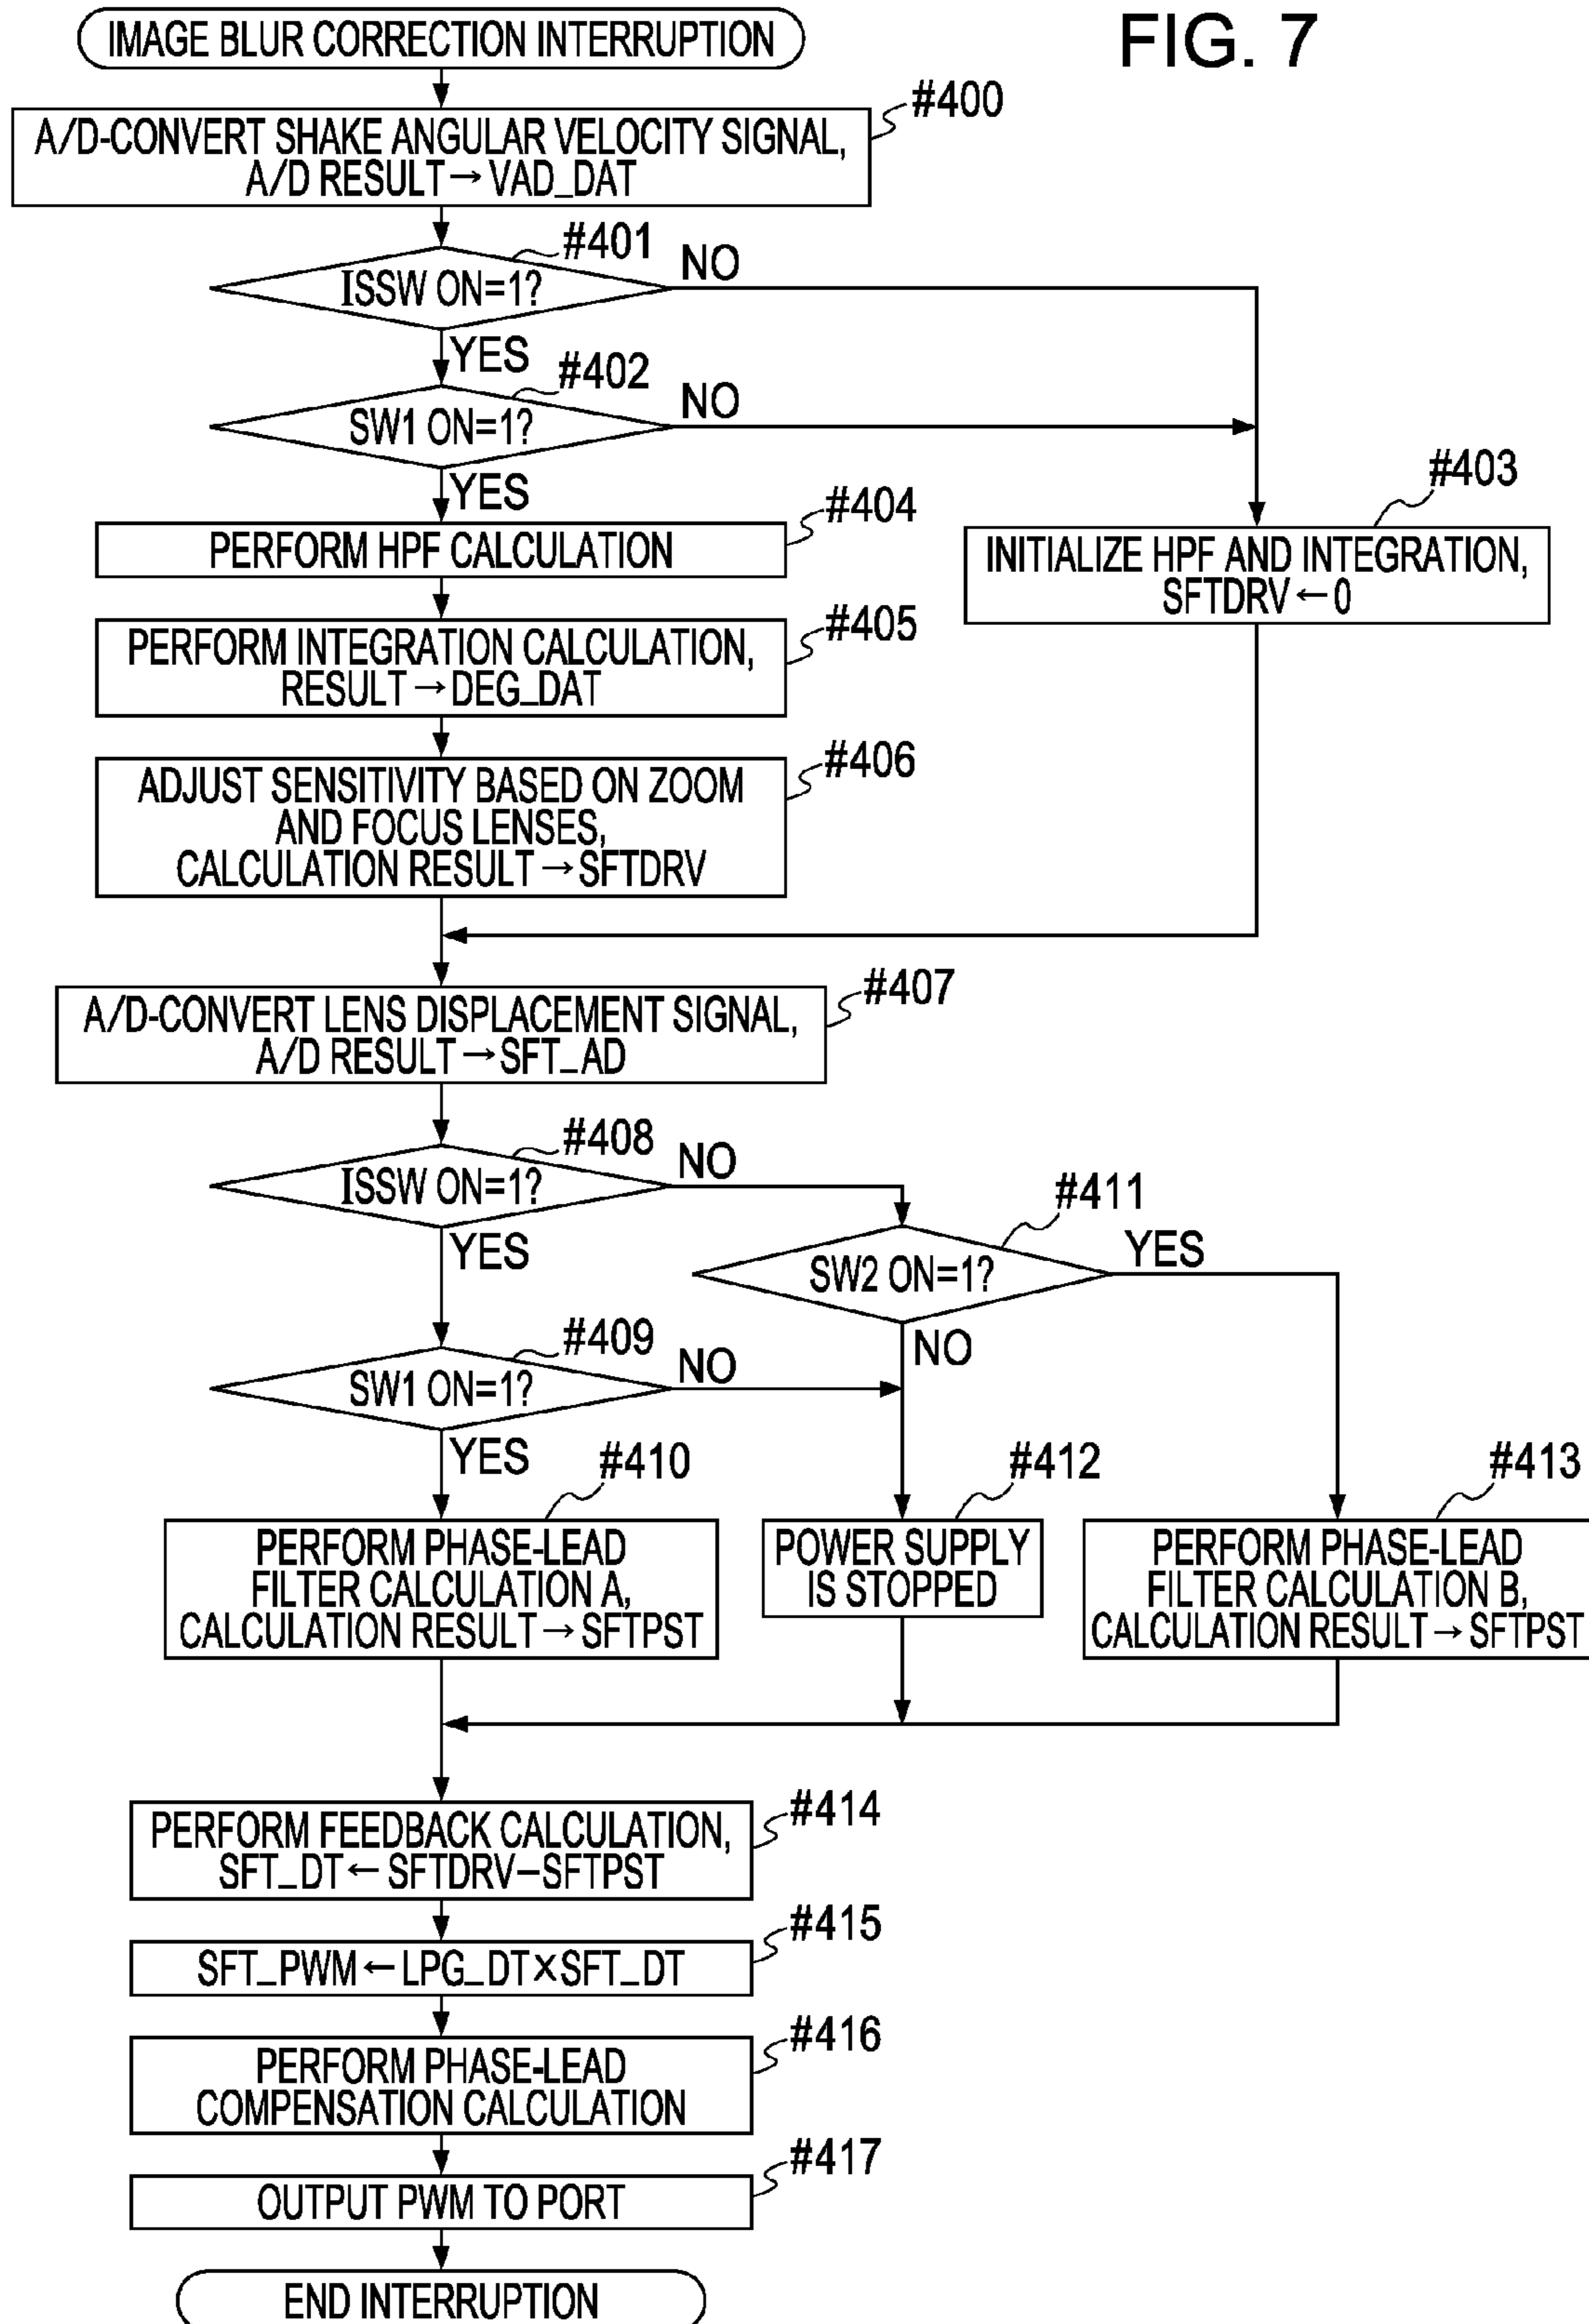 IMAGE BLUR CORRECTION INTERRUPTION
FIG. 7
#400
A/D-CONVERT SHAKE ANGULAR VELOCITY SIGNAL,
A/D RESULT→VAD_DAT
#401
ISSW ON=1?
NO
YES
#402
SW1 ON=1?
NO
YES
#403
INITIALIZE HPF AND INTEGRATION,
SFTDRV←0
#404
PERFORM HPF CALCULATION
#405
PERFORM INTEGRATION CALCULATION,
RESULT→DEG_DAT
#406
ADJUST SENSITIVITY BASED ON ZOOM
AND FOCUS LENSES,
CALCULATION RESULT→SFTDRV
#407
A/D-CONVERT LENS DISPLACEMENT SIGNAL,
A/D RESULT→SFT_AD
#408
ISSW ON=1?
NO
YES
#411
SW2 ON=1?
YES
NO
#409
SW1 ON=1?
NO
YES
#410
PERFORM PHASE-LEAD
FILTER CALCULATION A,
CALCULATION RESULT→SFTPST
#412
POWER SUPPLY
IS STOPPED
#413
PERFORM PHASE-LEAD
FILTER CALCULATION B,
CALCULATION RESULT→SFTPST
#414
PERFORM FEEDBACK CALCULATION,
SFT_DT←SFTDRV−SFTPST
#415
SFT_PWM←LPG_DT×SFT_DT
#416
PERFORM PHASE-LEAD
COMPENSATION CALCULATION
#417
OUTPUT PWM TO PORT
END INTERRUPTION